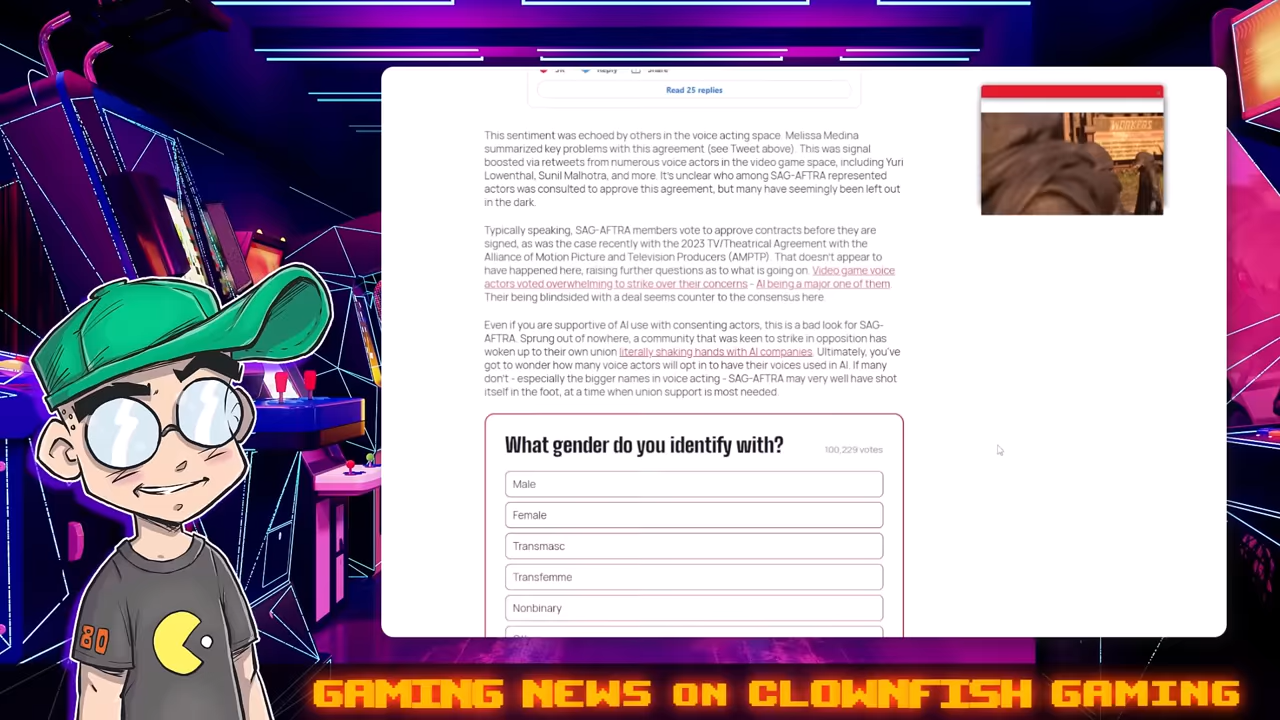 Reply
Share
Read 25 replies
This sentiment was echoed by others in the voice acting space. Melissa Medina
summarized key problems with this agreement (see Tweet above). This was signal
boosted via retweets from numerous voice actors in the video game space, including Yuri
Lowenthal, Sunil Malhotra, and more. It's unclear who among SAG-AFTRA represented
actors was consulted to approve this agreement, but many have seemingly been left out
in the dark.
Typically speaking, SAG-AFTRA members vote to approve contracts before they are
signed, as was the case recently with the 2023 TV/Theatrical Agreement with the
Alliance of Motion Picture and Television Producers (AMPTP). That doesn't appear to
have happened here, raising further questions as to what is going on. Video game voice
actors voted overwhelming to strike over their concerns - AI being a major one of them.
Their being blindsided with a deal seems counter to the consensus here.
Even if you are supportive of AI use with consenting actors, this is a bad look for SAG-
AFTRA. Sprung out of nowhere, a community that was keen to strike in opposition has
woken up to their own union literally shaking hands with AI companies. Ultimately, you've
got to wonder how many voice actors will opt in to have their voices used in AI. If many
don't - especially the bigger names in voice acting - SAG-AFTRA may very well have shot
itself in the foot, at a time when union support is most needed.
What gender do you identify with?
100,229 votes
Male
Female
Transmasc
Transfemme
Nonbinary
WORKERS
80
GAMING NEWS ON CLOWNFISH GAMING